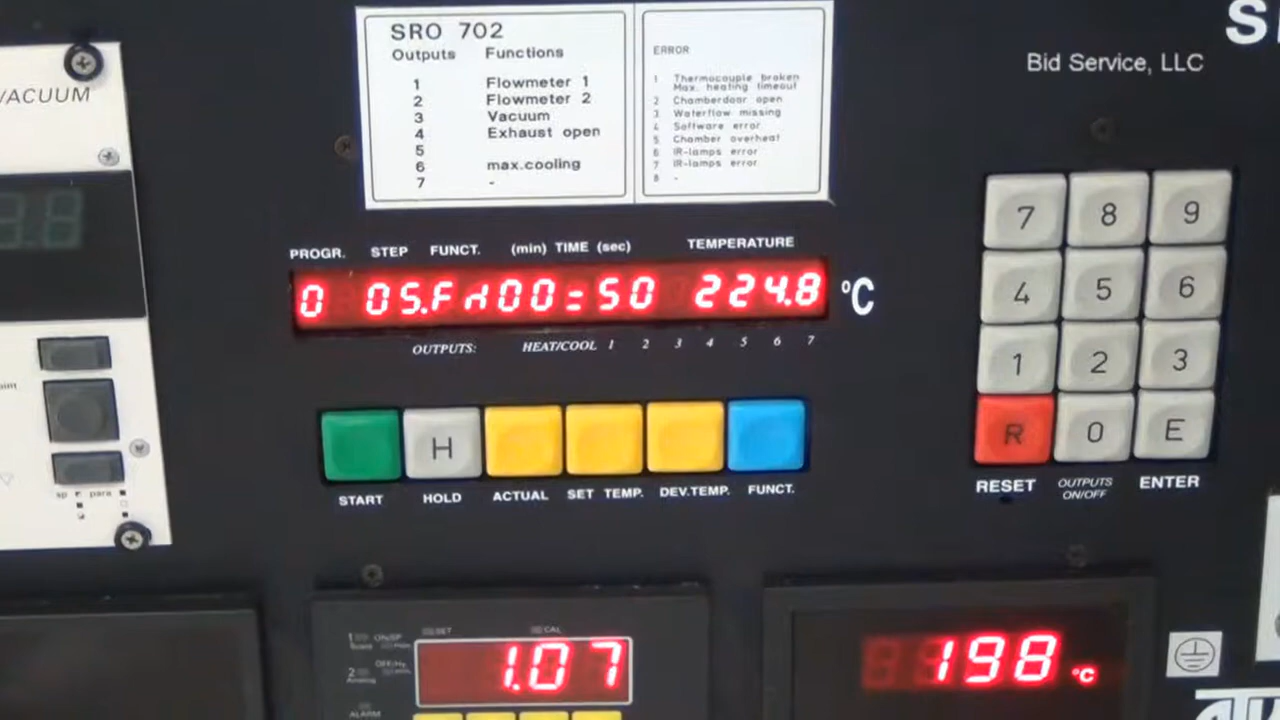 SRO 702
Outputs Functions
1 Flowmeter 1
2 Flowmeter 2
3 Vacuum
4 Exhaust open
5
6 max.cooling
7 -
ERROR
1 Thermocouple broken
Max. heating timeout
2 Chamberdoor open
3 Waterflow missing
4 Software error
5 Chamber overheat
6 IR-lamps error
7 IR-lamps error
8 -
Bid Service, LLC
VACUUM
PROGR. STEP FUNCT. (min) TIME (sec) TEMPERATURE
0 05.Fn00=50 224.8 °C
OUTPUTS: HEAT/COOL 1 2 3 4 5 6 7
H
START HOLD ACTUAL SET TEMP. DEV.TEMP. FUNCT.
7 8 9
4 5 6
1 2 3
R 0 E
RESET OUTPUTS ON/OFF ENTER
sp para
1.07
ALARM
198 °C